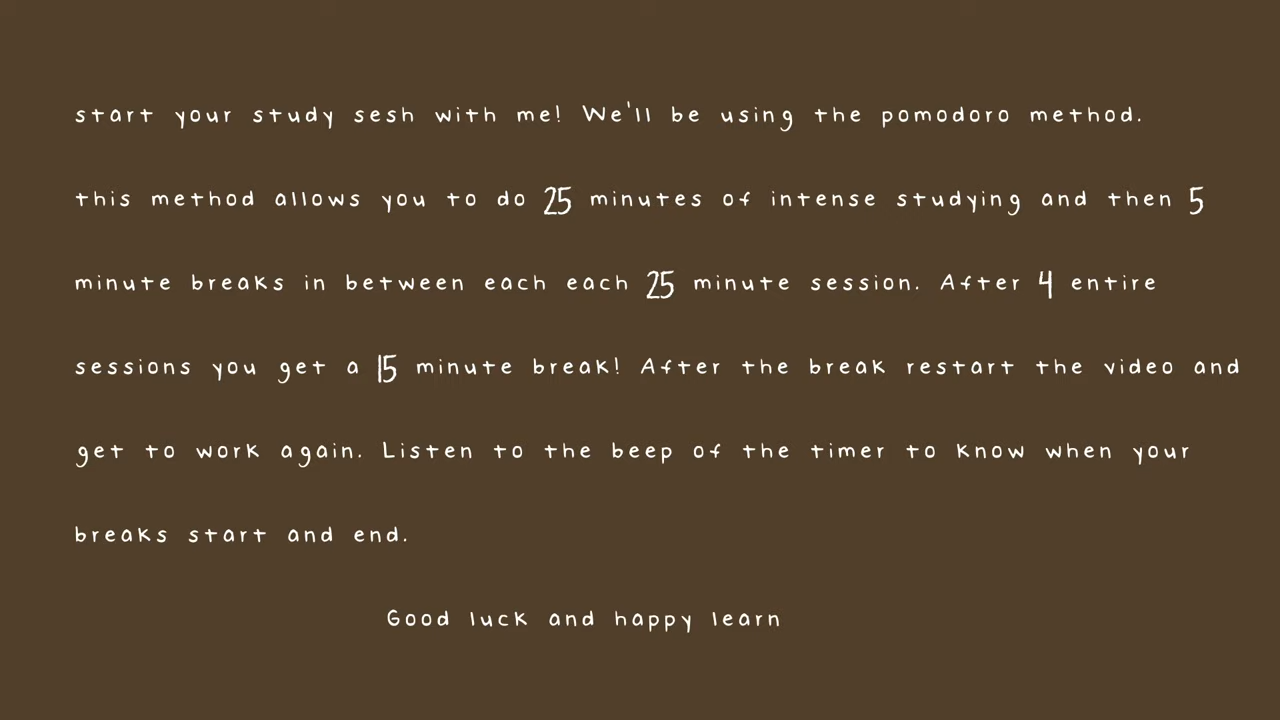 start your study sesh with me! We'll be using the pomodoro method.
this method allows you to do 25 minutes of intense studying and then 5
minute breaks in between each each 25 minute session. After 4 entire
sessions you get a 15 minute break! After the break restart the video and
get to work again. Listen to the beep of the timer to know when your
breaks start and end.
Good luck and happy learn